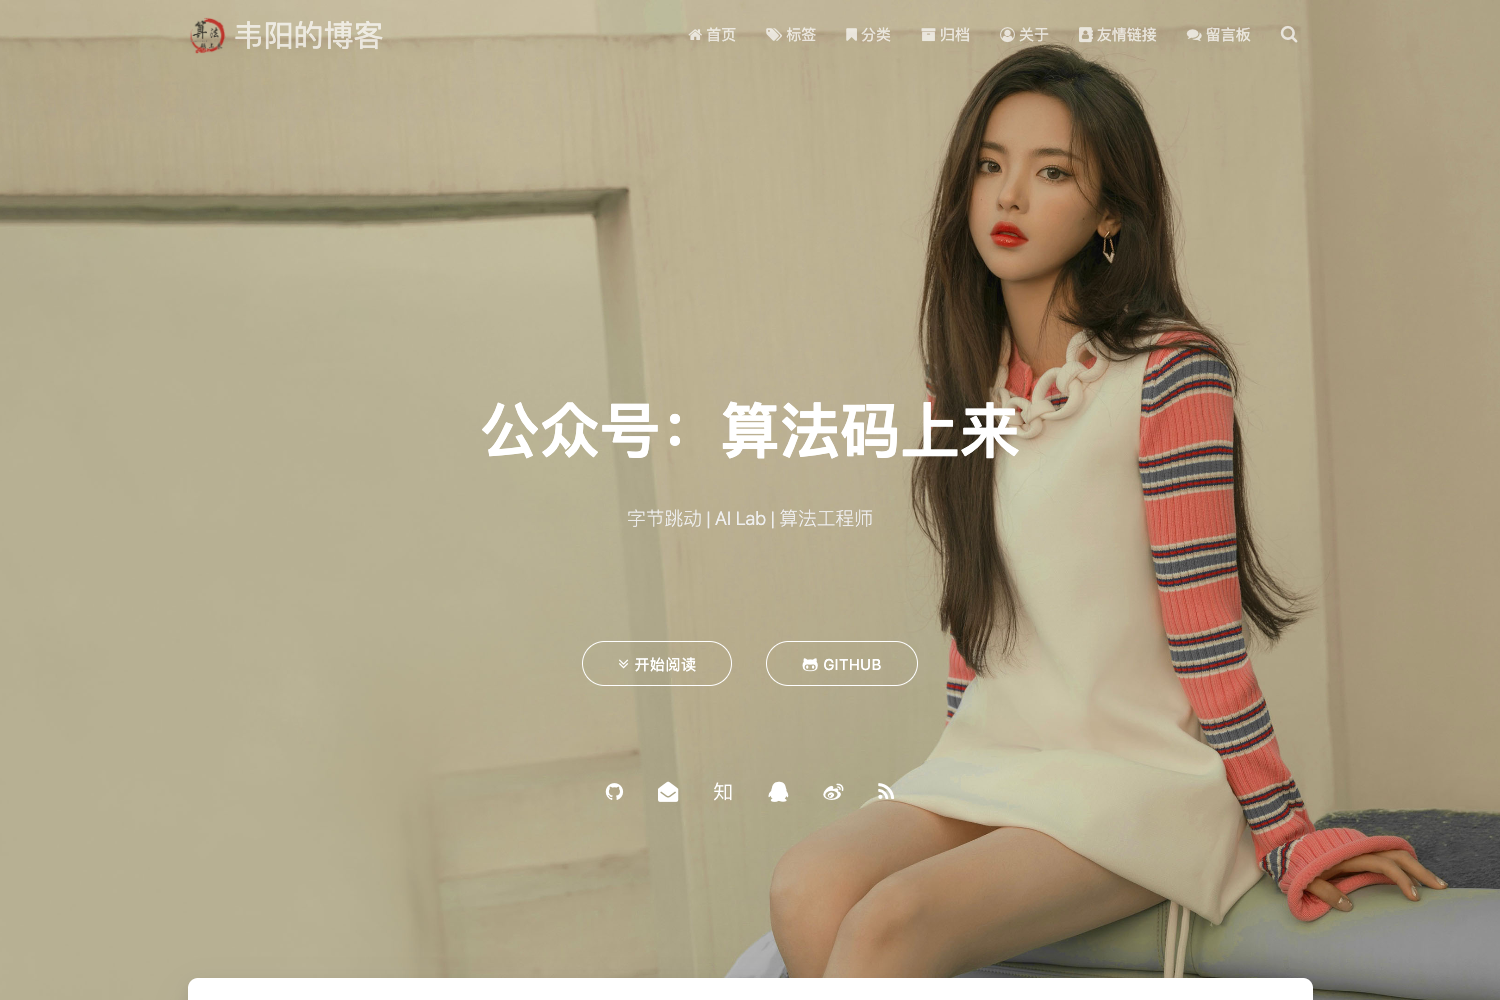 韦阳的博客
首页 标签 分类 归档 关于 友情链接 留言板
公众号：算法码上来
字节跳动 | AI Lab | 算法工程师
开始阅读 GITHUB
知